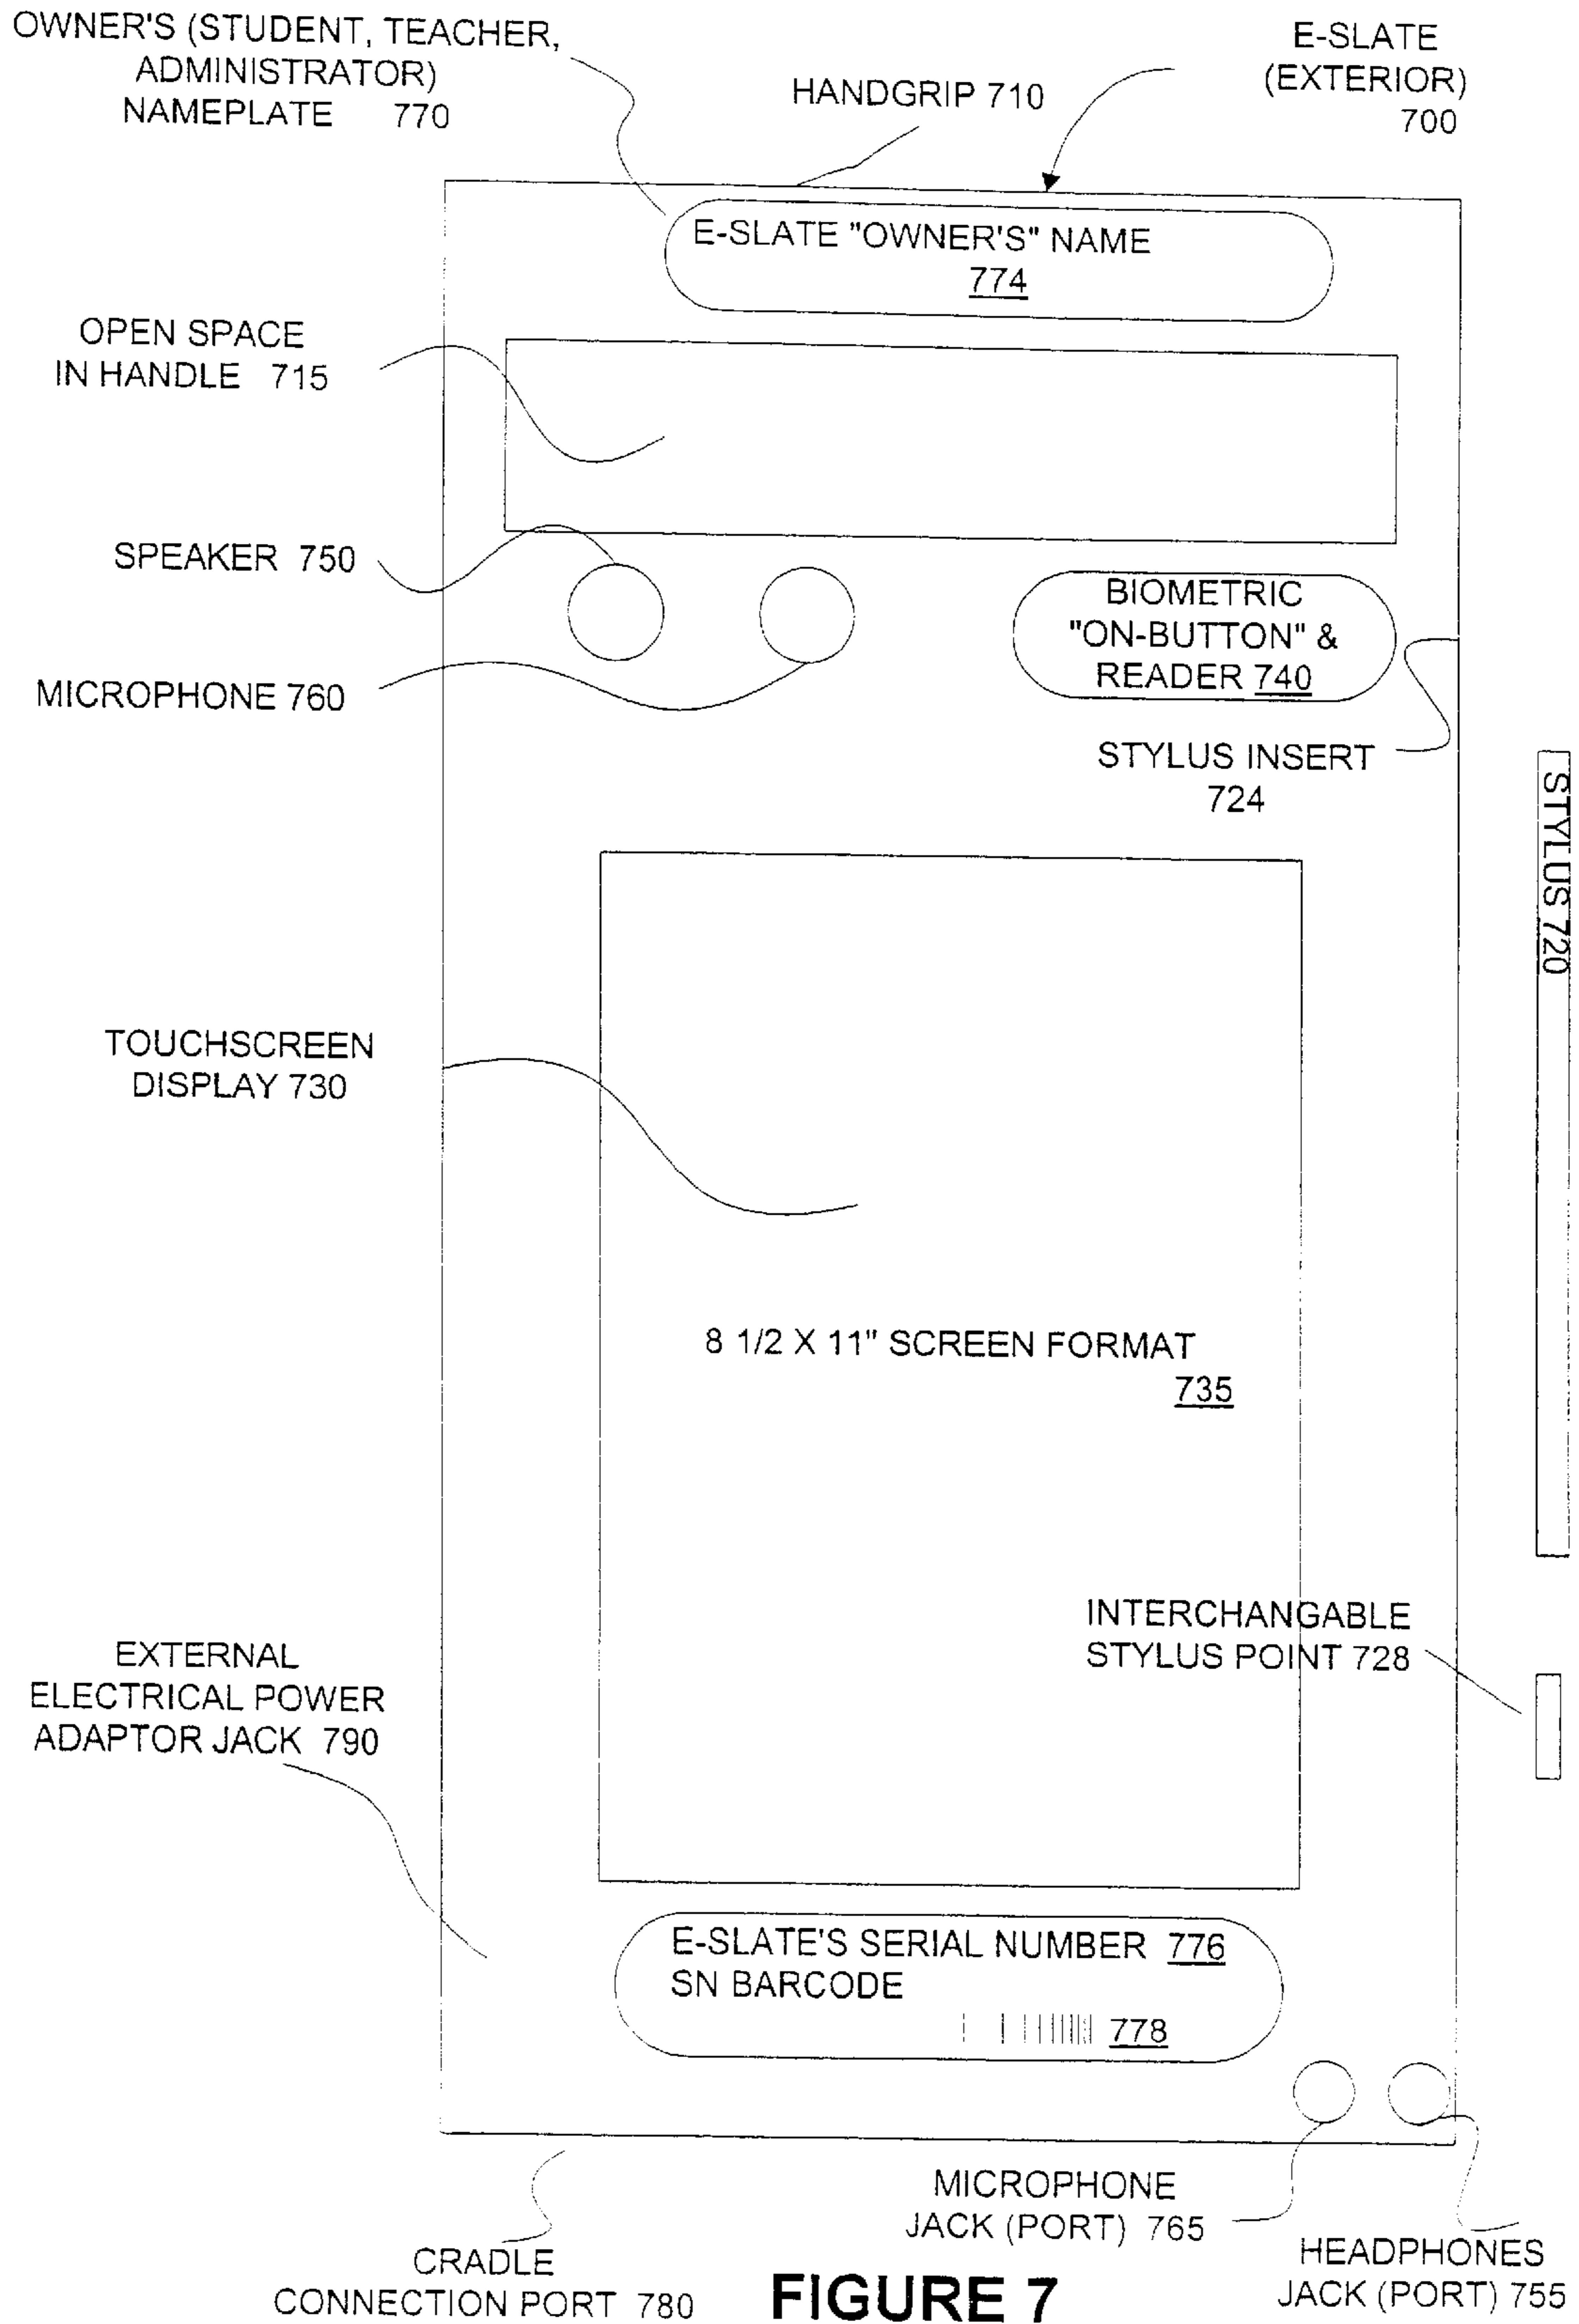 OWNER'S (STUDENT, TEACHER,
ADMINISTRATOR)
NAMEPLATE 770
HANDGRIP 710
E-SLATE
(EXTERIOR)
700
E-SLATE "OWNER'S" NAME
774
OPEN SPACE
IN HANDLE 715
SPEAKER 750
MICROPHONE 760
BIOMETRIC
"ON-BUTTON" &
READER 740
STYLUS INSERT
724
STYLUS 720
TOUCHSCREEN
DISPLAY 730
8 1/2 X 11" SCREEN FORMAT
735
INTERCHANGABLE
STYLUS POINT 728
EXTERNAL
ELECTRICAL POWER
ADAPTOR JACK 790
E-SLATE'S SERIAL NUMBER 776
SN BARCODE
778
MICROPHONE
JACK (PORT) 765
HEADPHONES
JACK (PORT) 755
CRADLE
CONNECTION PORT 780
FIGURE 7